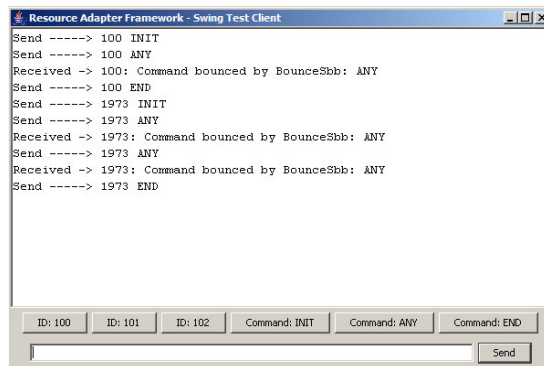 Resource Adapter Framework - Swing Test Client
Send -----> 100 INIT
Send -----> 100 ANY
Received -> 100: Command bounced by BounceSbb: ANY
Send -----> 100 END
Send -----> 1973 INIT
Send -----> 1973 ANY
Received -> 1973: Command bounced by BounceSbb: ANY
Send -----> 1973 ANY
Received -> 1973: Command bounced by BounceSbb: ANY
Send -----> 1973 END
ID: 100 ID: 101 ID: 102 Command: INIT Command: ANY Command: END
Send